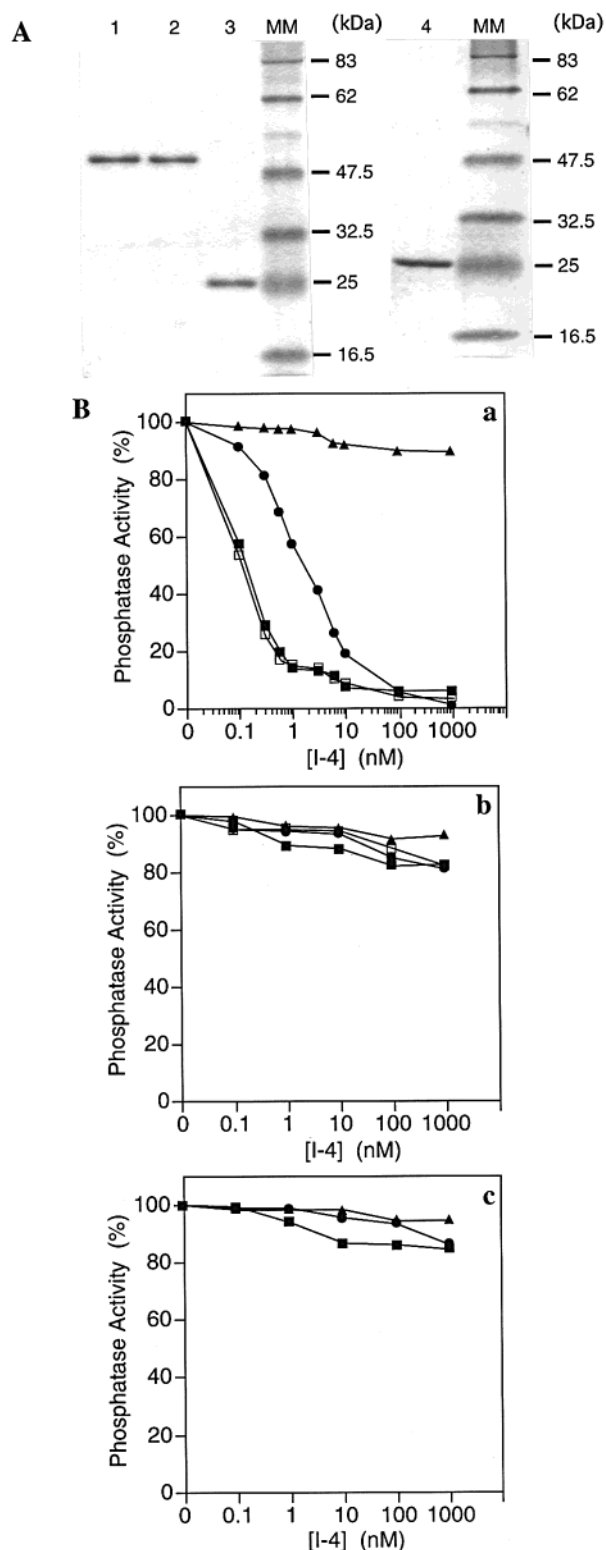 A
1 2 3 MM (kDa) 4 MM (kDa)
83 83
62 62
47.5 47.5
32.5 32.5
25 25
16.5 16.5
B
a
Phosphatase Activity (%)
100
80
60
40
20
0
0 0.1 1 10 100 1000
[I-4] (nM)
b
Phosphatase Activity (%)
100
80
60
40
20
0
0 0.1 1 10 100 1000
[I-4] (nM)
c
Phosphatase Activity (%)
100
80
60
40
20
0
0 0.1 1 10 100 1000
[I-4] (nM)